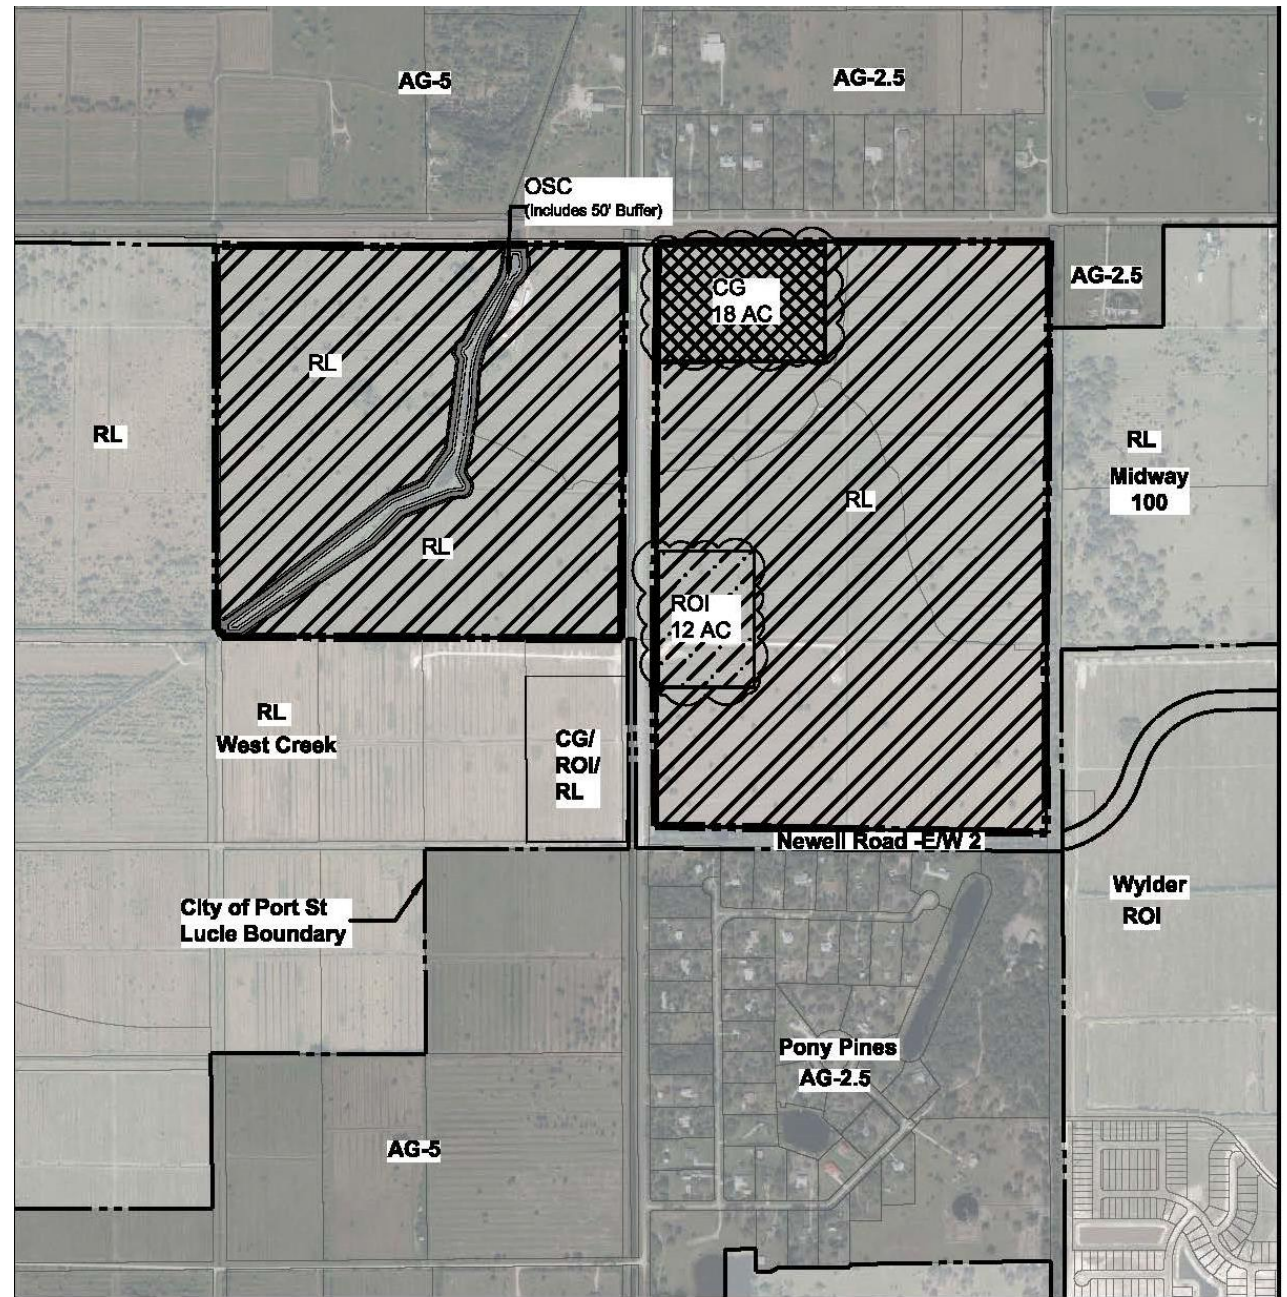 AG-5
AG-2.5
OSC
(Includes 50' Buffer)
AG-2.5
CG
18 AC
RL
RL
RL
Midway
100
RL
RL
ROI
12 AC
RL
West Creek
CG/
ROI/
RL
Newell Road -E/W 2
Wylder
ROI
City of Port St
Lucie Boundary
Pony Pines
AG-2.5
AG-5